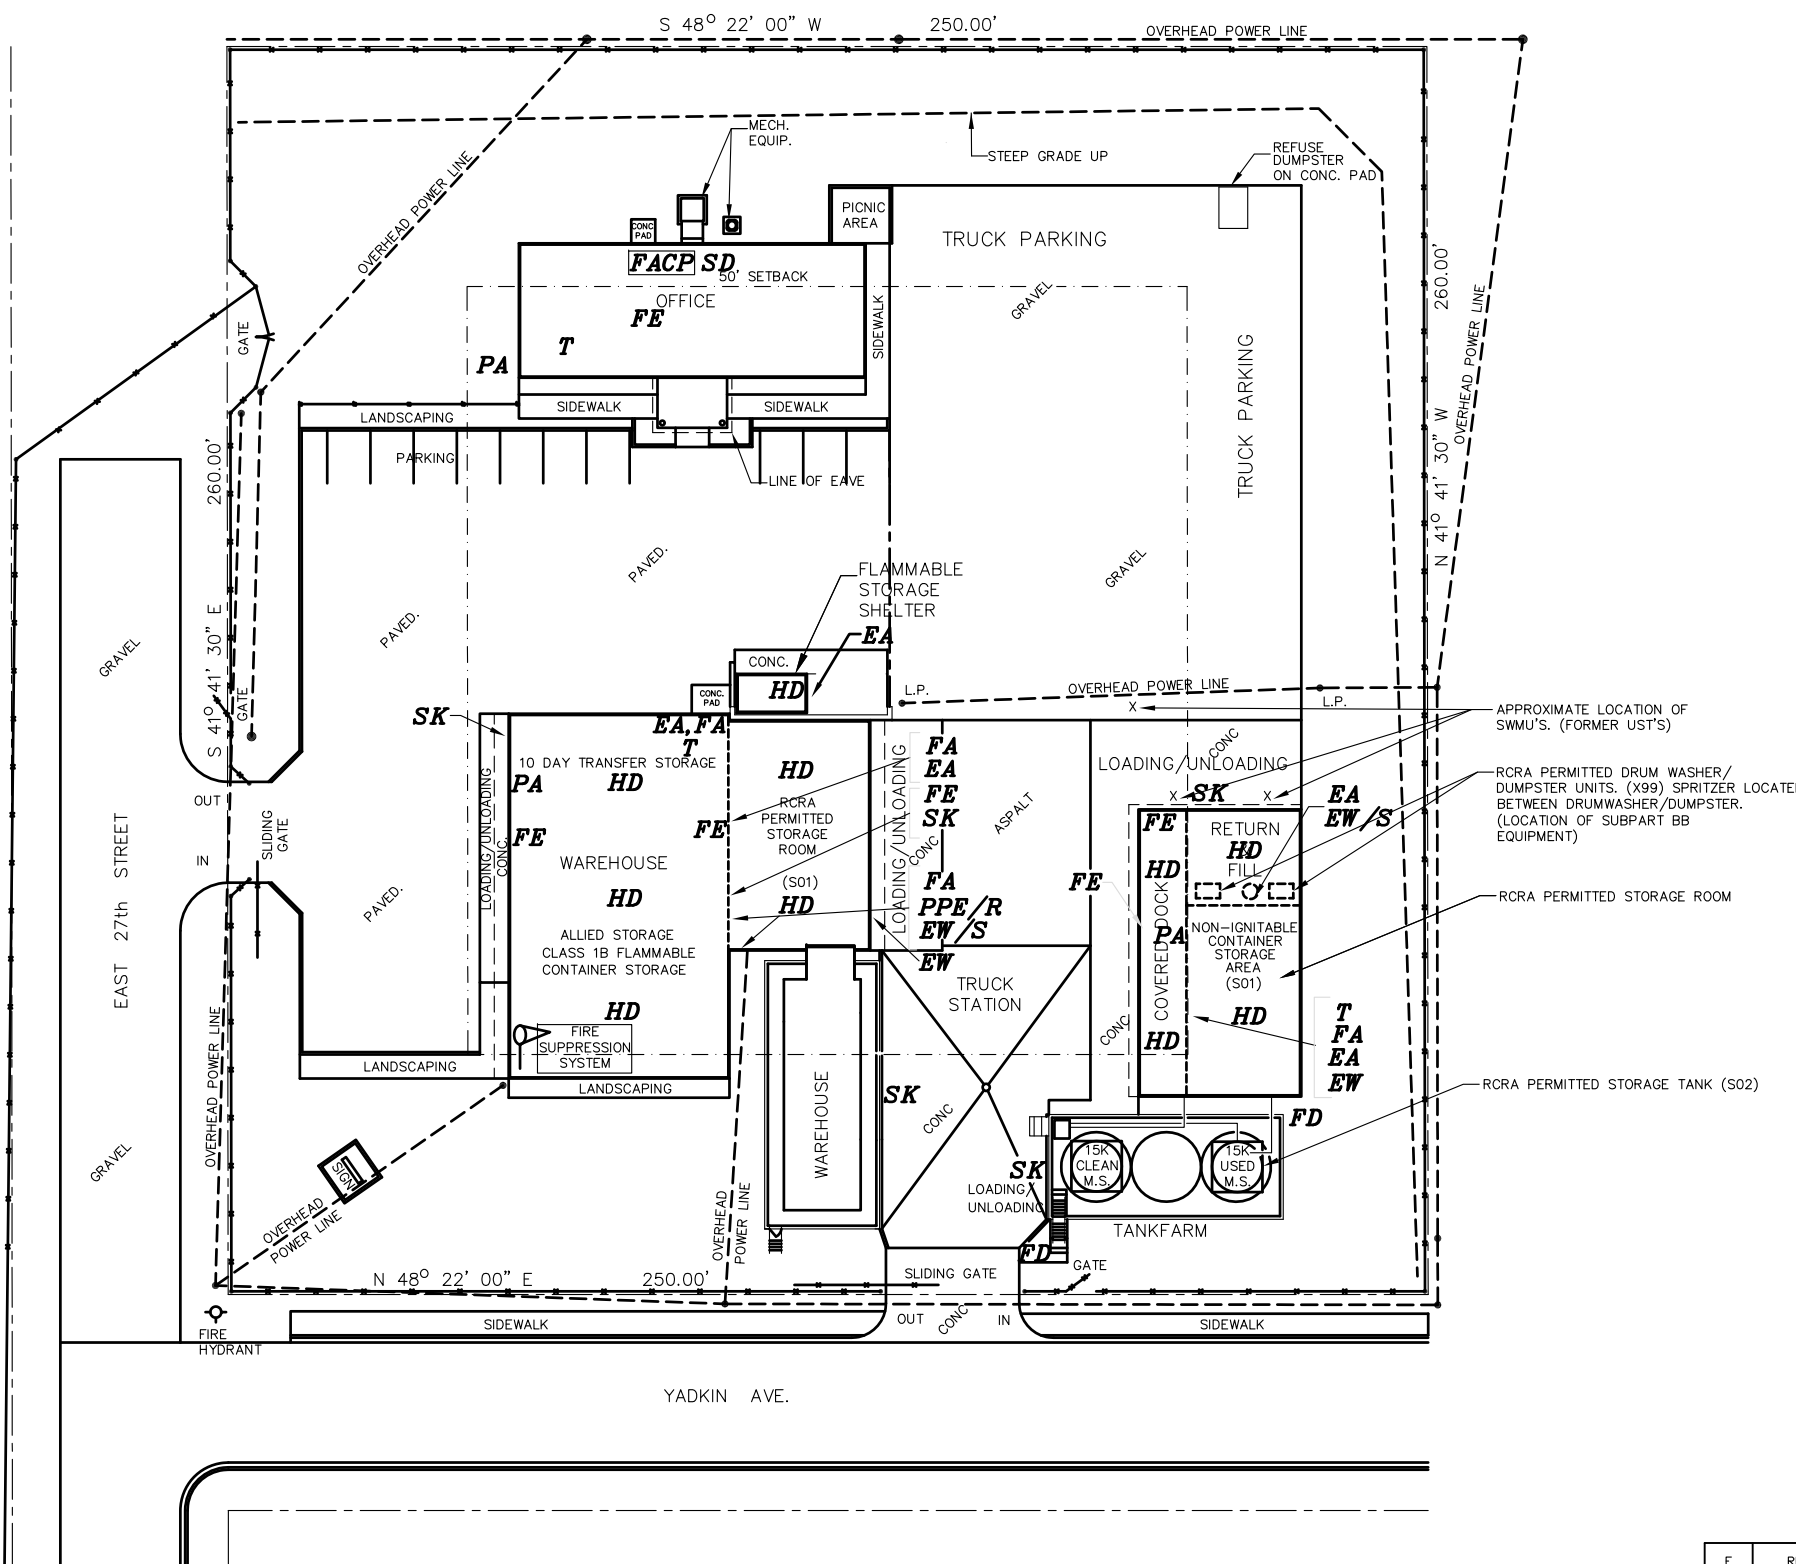 S 48° 22' 00" W
250.00'
OVERHEAD POWER LINE
MECH.
EQUIP.
STEEP GRADE UP
REFUSE
DUMPSTER
ON CONC. PAD
OVERHEAD POWER LINE
CONC
PAD
PICNIC
AREA
TRUCK PARKING
FACP SD
50' SETBACK
OFFICE
FE
T
PA
SIDEWALK
GRAVEL
TRUCK PARKING
260.00'
N 41° 41' 30" W
OVERHEAD POWER LINE
GATE
LANDSCAPING
SIDEWALK
SIDEWALK
PARKING
LINE OF EAVE
260.00'
S 41° 41' 30" E
PAVED.
PAVED.
GRAVEL
GRAVEL
FLAMMABLE
STORAGE
SHELTER
EA
CONC.
HD
CONC.
PAD
L.P.
OVERHEAD POWER LINE
L.P.
X
GATE
SK
EA, FA
T
10 DAY TRANSFER STORAGE
PA
HD
FE
LOADING/UNLOADING
CONC.
WAREHOUSE
HD
FE
ALLIED STORAGE
CLASS 1B FLAMMABLE
CONTAINER STORAGE
HD
FIRE
SUPPRESSION
SYSTEM
HD
RCRA
PERMITTED
STORAGE
ROOM
(S01)
HD
LOADING/UNLOADING
CONC
FA
EA
FE
SK
ASPALT
FA
PPE/R
EW/S
EW
LOADING/UNLOADING
CONC
X
SK
X
APPROXIMATE LOCATION OF
SWMU'S. (FORMER UST'S)
RCRA PERMITTED DRUM WASHER/
DUMPSTER UNITS. (X99) SPRITZER LOCATE
BETWEEN DRUMWASHER/DUMPSTER.
(LOCATION OF SUBPART BB
EQUIPMENT)
EA
EW/S
FE
RETURN
HD
FILL
HD
FE
COVERED DOCK
PA
NON-IGNITABLE
CONTAINER
STORAGE
AREA
(S01)
RCRA PERMITTED STORAGE ROOM
HD
HD
CONC
T
FA
EA
EW
OUT
SLIDING
GATE
IN
PAVED.
EAST 27th STREET
LANDSCAPING
LANDSCAPING
TRUCK
STATION
WAREHOUSE
SK
CONC
RCRA PERMITTED STORAGE TANK (S02)
FD
15K
CLEAN
M.S.
15K
USED
M.S.
SK
LOADING/
UNLOADING
TANKFARM
FD
GATE
GRAVEL
OVERHEAD POWER LINE
SIGN
OVERHEAD
POWER LINE
OVERHEAD
POWER LINE
N 48° 22' 00" E
250.00'
SLIDING GATE
OUT
CONC
IN
FIRE
HYDRANT
SIDEWALK
SIDEWALK
YADKIN AVE.